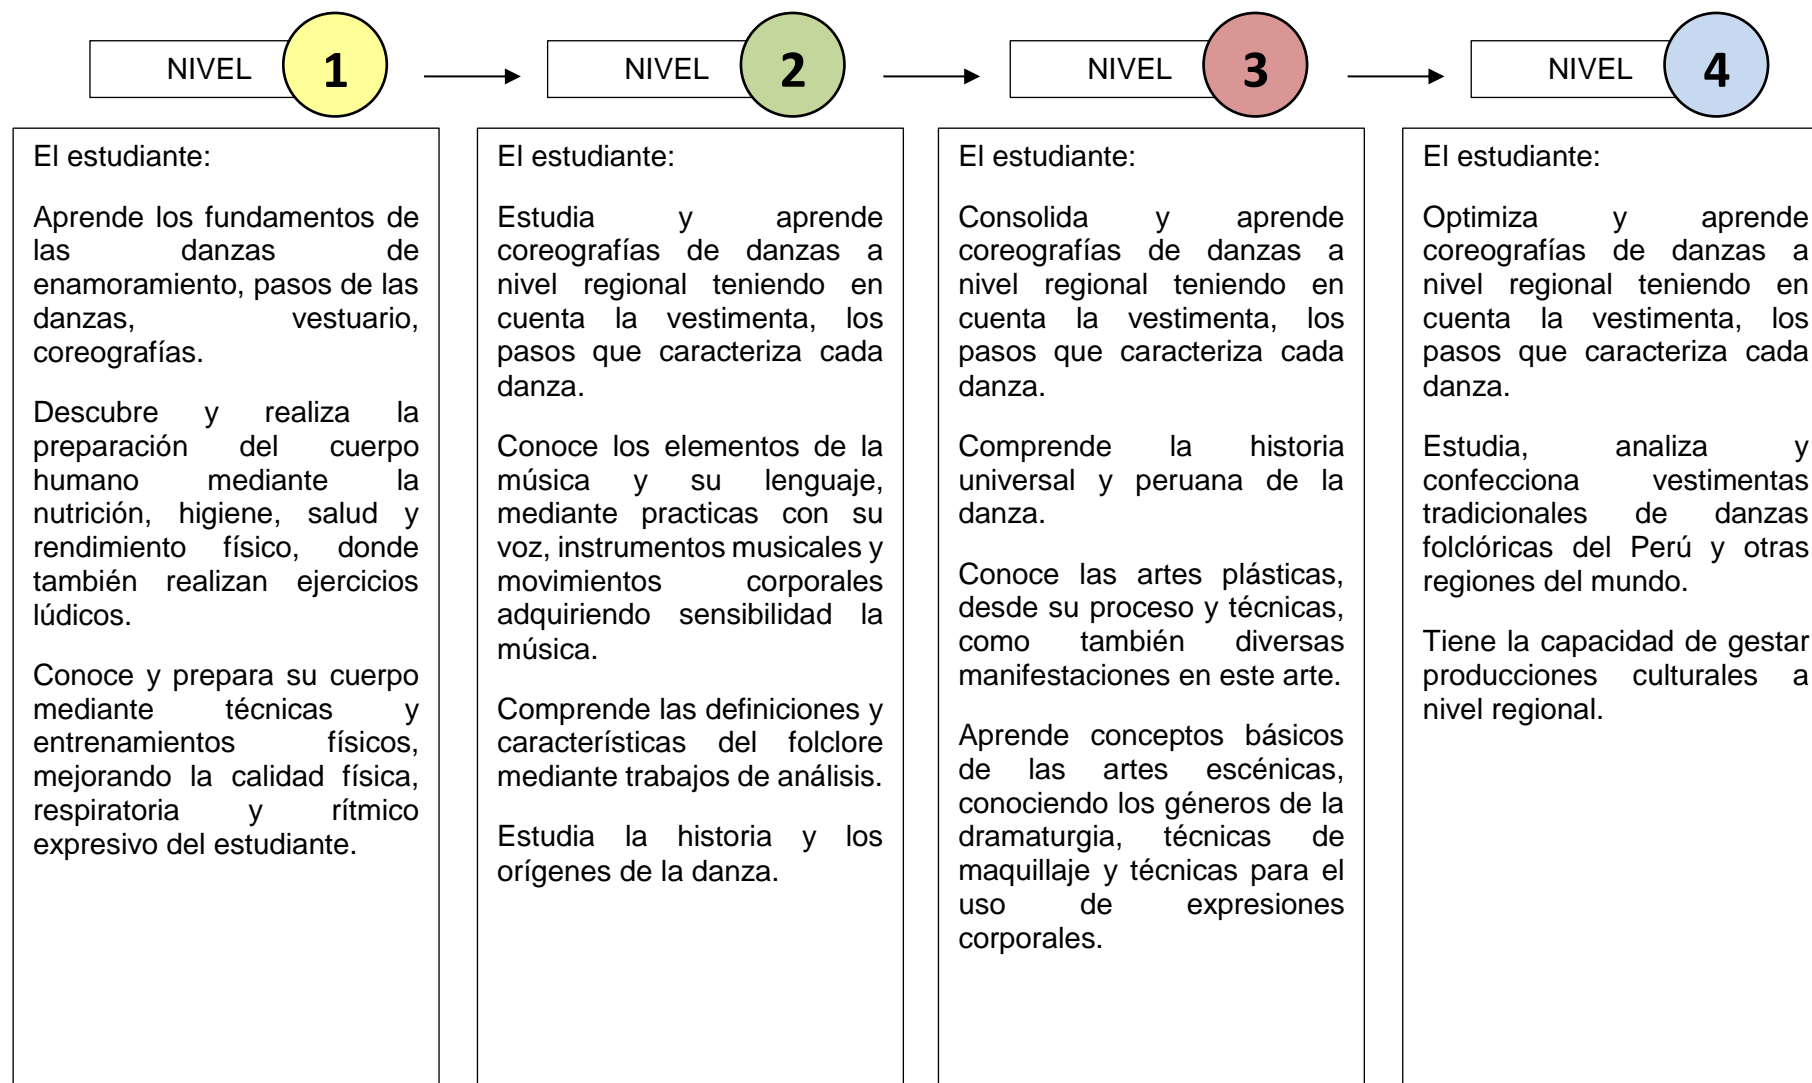 NIVEL 1
NIVEL 2
NIVEL 3
NIVEL 4
El estudiante:
Aprende los fundamentos de
las danzas de
enamoramiento, pasos de las
danzas, vestuario,
coreografías.
Descubre y realiza la
preparación del cuerpo
humano mediante la
nutrición, higiene, salud y
rendimiento físico, donde
también realizan ejercicios
lúdicos.
Conoce y prepara su cuerpo
mediante técnicas y
entrenamientos físicos,
mejorando la calidad física,
respiratoria y rítmico
expresivo del estudiante.
El estudiante:
Estudia y aprende
coreografías de danzas a
nivel regional teniendo en
cuenta la vestimenta, los
pasos que caracteriza cada
danza.
Conoce los elementos de la
música y su lenguaje,
mediante practicas con su
voz, instrumentos musicales y
movimientos corporales
adquiriendo sensibilidad la
música.
Comprende las definiciones y
características del folclore
mediante trabajos de análisis.
Estudia la historia y los
orígenes de la danza.
El estudiante:
Consolida y aprende
coreografías de danzas a
nivel regional teniendo en
cuenta la vestimenta, los
pasos que caracteriza cada
danza.
Comprende la historia
universal y peruana de la
danza.
Conoce las artes plásticas,
desde su proceso y técnicas,
como también diversas
manifestaciones en este arte.
Aprende conceptos básicos
de las artes escénicas,
conociendo los géneros de la
dramaturgia, técnicas de
maquillaje y técnicas para el
uso de expresiones
corporales.
El estudiante:
Optimiza y aprende
coreografías de danzas a
nivel regional teniendo en
cuenta la vestimenta, los
pasos que caracteriza cada
danza.
Estudia, analiza y
confecciona vestimentas
tradicionales de danzas
folclóricas del Perú y otras
regiones del mundo.
Tiene la capacidad de gestar
producciones culturales a
nivel regional.